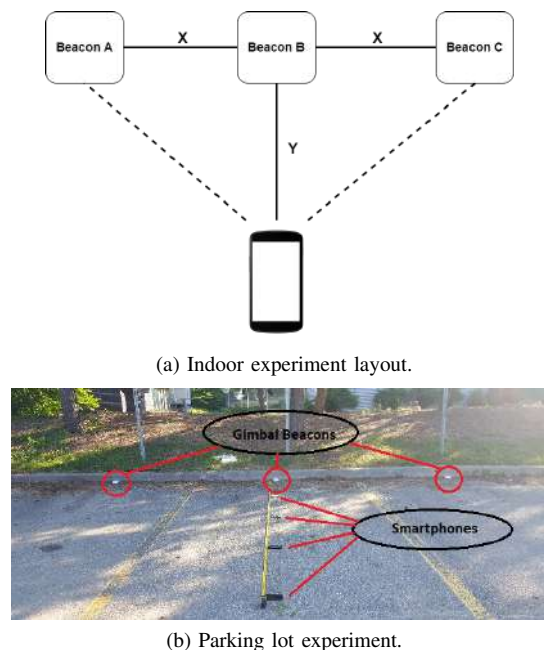 Beacon A
X
Beacon B
X
Beacon C
Y
(a) Indoor experiment layout.
Gimbal Beacons
Smartphones
(b) Parking lot experiment.